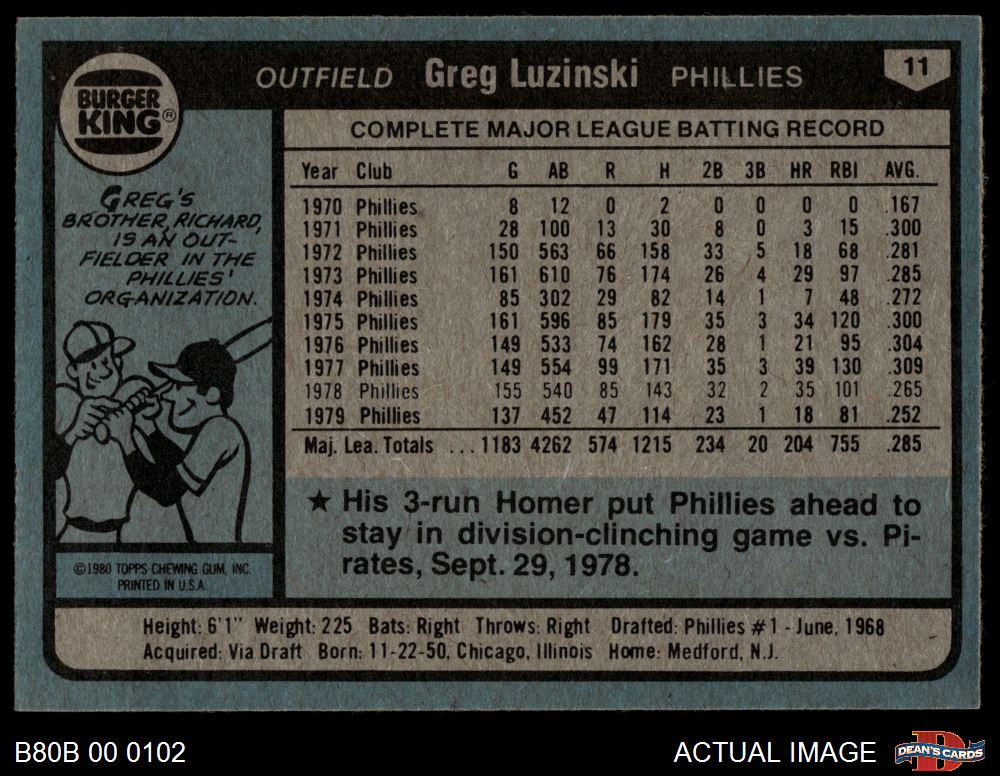 BURGER
KING®
OUTFIELD Greg Luzinski PHILLIES
11
GREG'S
BROTHER, RICHARD,
IS AN OUT-
FIELDER IN THE
PHILLIES'
ORGANIZATION.
©1980 TOPPS CHEWING GUM, INC.
PRINTED IN U.S.A.
COMPLETE MAJOR LEAGUE BATTING RECORD
Year Club G AB R H 2B 3B HR RBI AVG.
1970 Phillies 8 12 0 2 0 0 0 0 .167
1971 Phillies 28 100 13 30 8 0 3 15 .300
1972 Phillies 150 563 66 158 33 5 18 68 .281
1973 Phillies 161 610 76 174 26 4 29 97 .285
1974 Phillies 85 302 29 82 14 1 7 48 .272
1975 Phillies 161 596 85 179 35 3 34 120 .300
1976 Phillies 149 533 74 162 28 1 21 95 .304
1977 Phillies 149 554 99 171 35 3 39 130 .309
1978 Phillies 155 540 85 143 32 2 35 101 .265
1979 Phillies 137 452 47 114 23 1 18 81 .252
Maj. Lea. Totals ... 1183 4262 574 1215 234 20 204 755 .285
★ His 3-run Homer put Phillies ahead to
stay in division-clinching game vs. Pi-
rates, Sept. 29, 1978.
Height: 6'1" Weight: 225 Bats: Right Throws: Right Drafted: Phillies #1 - June, 1968
Acquired: Via Draft Born: 11-22-50, Chicago, Illinois Home: Medford, N.J.
B80B 00 0102
ACTUAL IMAGE
DEAN'S CARDS